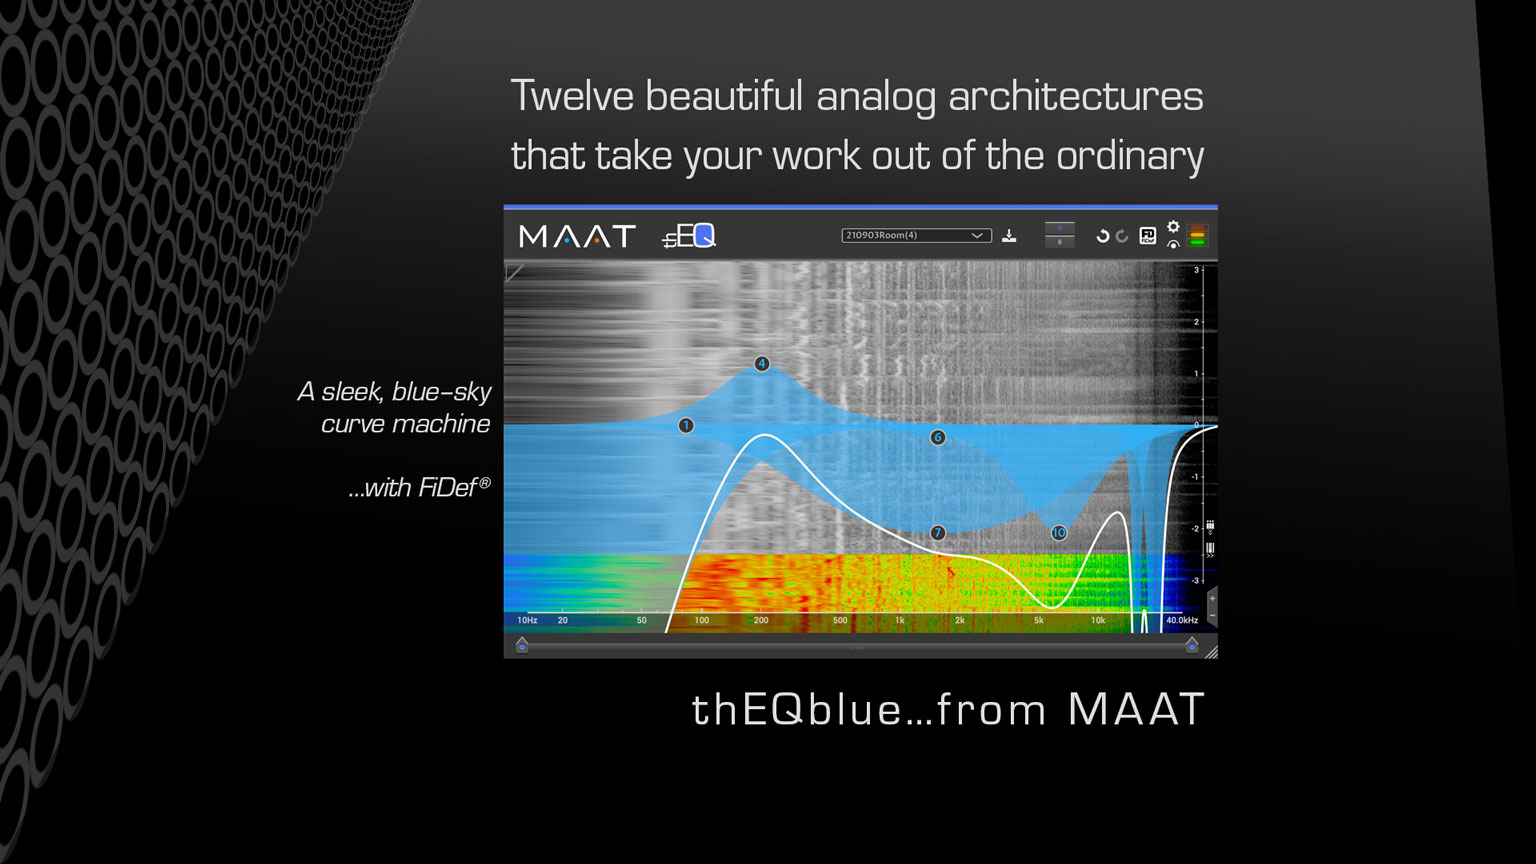 Twelve beautiful analog architectures
that take your work out of the ordinary
MAAT thEQ
210903Room(4)
A
B
FiDef
3
2
1
0
-1
-2
-3
4
1
6
7
10
A sleek, blue-sky
curve machine
...with FiDef®
10Hz 20 50 100 200 500 1k 2k 5k 10k 40.0kHz
thEQblue...from MAAT